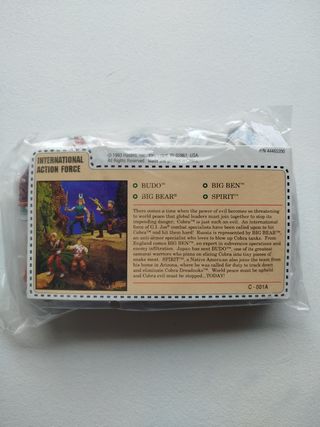 © 1993 Hasbro, Inc.
All Rights Reserved.
P/N 44463200
INTERNATIONAL
ACTION FORCE
BUDO™
BIG BEN™
BIG BEAR™
SPIRIT™
There comes a time when the power of evil becomes so threatening
to world peace that global leaders must join together to stop its
impending danger. Cobra™ is just such an evil. An international
force of G.I. Joe® combat specialists have been called upon to hit
Cobra™ and hit them hard! Russia is represented by BIG BEAR™,
an anti-armor specialist who loves to blow up Cobra tanks. From
England comes BIG BEN™, an expert in subversive operations and
enemy infiltration. Japan has sent BUDO™, one of its greatest
samurai warriors who plans on slicing Cobra into tiny pieces of
snake meat. SPIRIT™, a Native American also joins the team from
his home in Arizona, where he was called for duty to track down
and eliminate Cobra Dreadnoks™. World peace must be upheld
and Cobra evil must be stopped...TODAY!
C - 001A